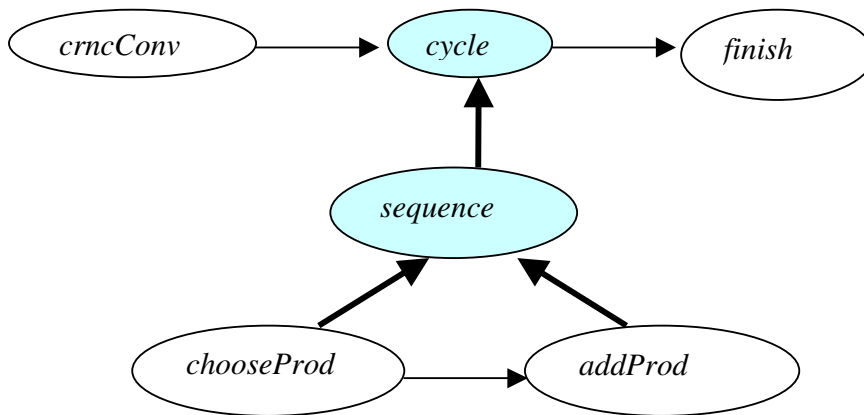 crncConv
cycle
finish
sequence
chooseProd
addProd